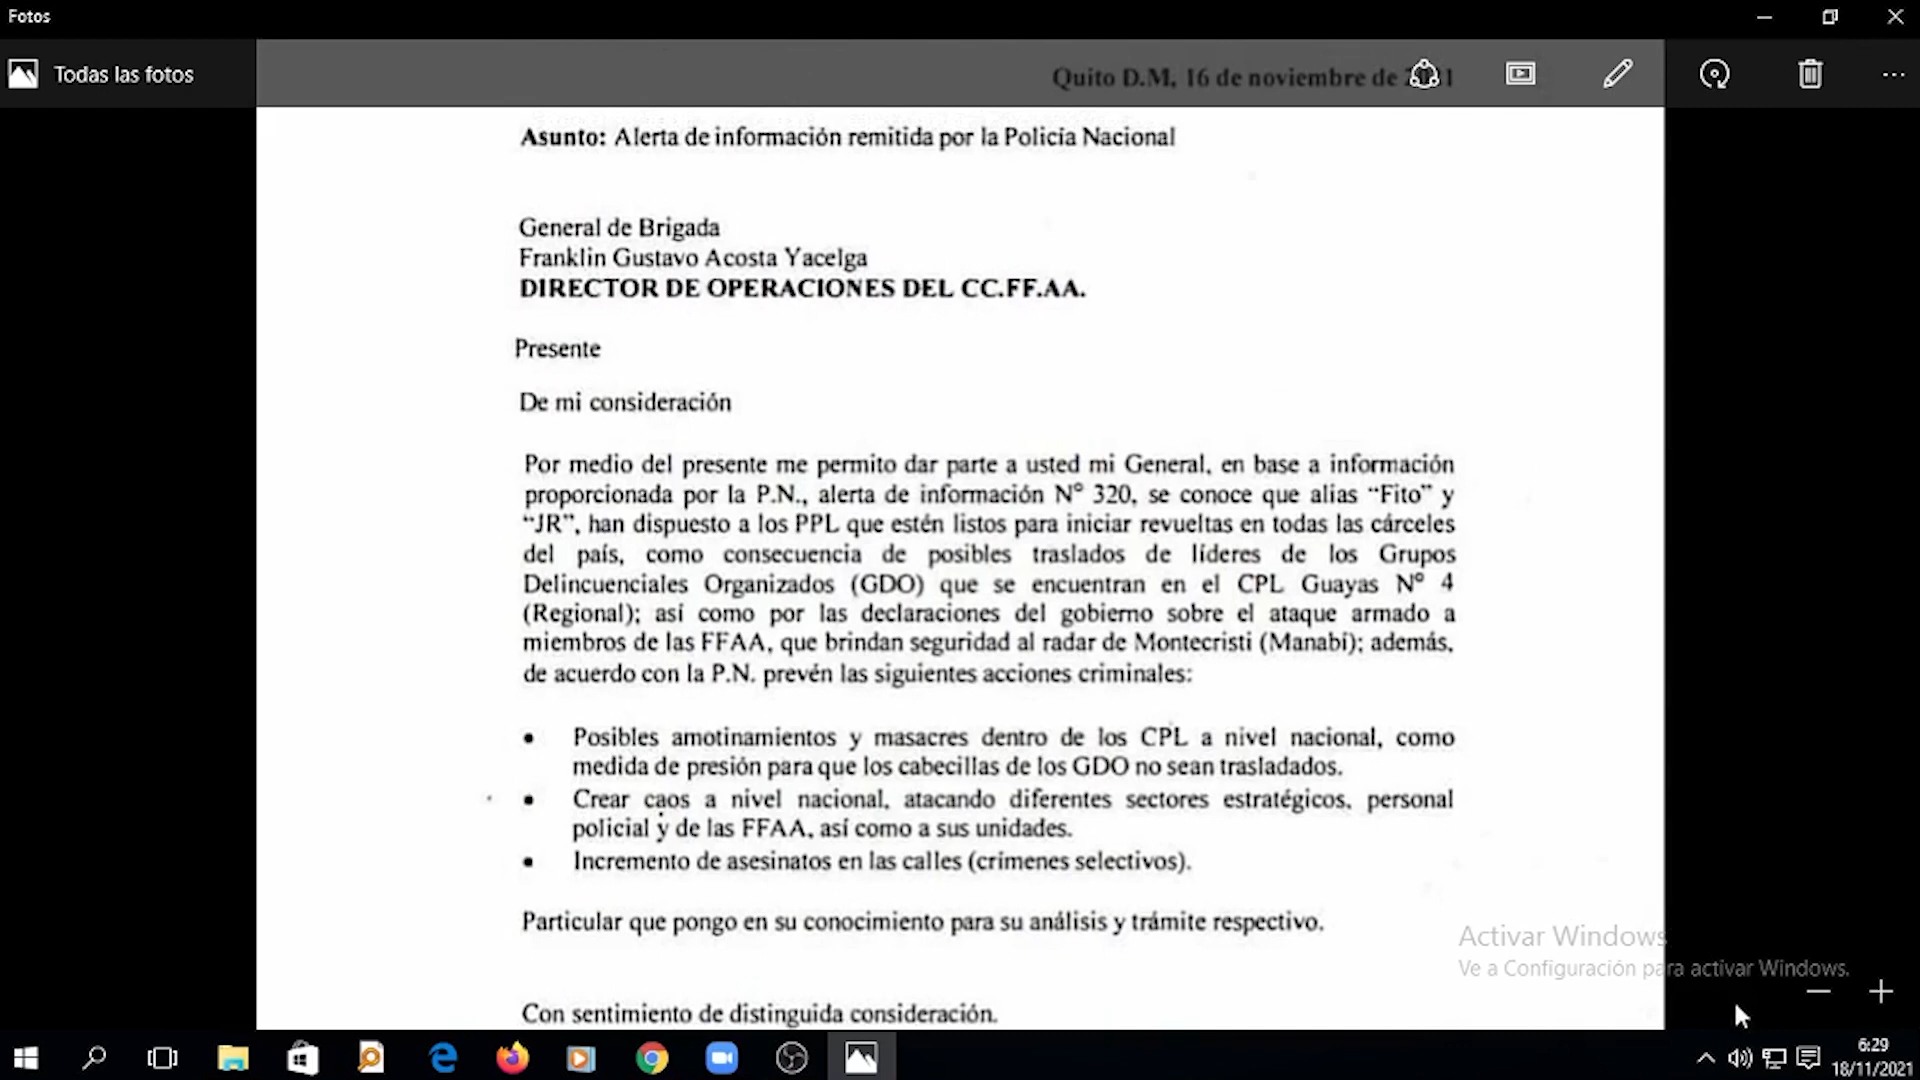 Fotos
Todas las fotos
Quito D.M, 16 de noviembre de
Asunto: Alerta de información remitida por la Policía Nacional
General de Brigada
Franklin Gustavo Acosta Yacelga
DIRECTOR DE OPERACIONES DEL CC.FF.AA.
Presente
De mi consideración
Por medio del presente me permito dar parte a usted mi General, en base a información
proporcionada por la P.N., alerta de información N° 320, se conoce que alias “Fito” y
“JR”, han dispuesto a los PPL que estén listos para iniciar revueltas en todas las cárceles
del país, como consecuencia de posibles traslados de líderes de los Grupos
Delincuenciales Organizados (GDO) que se encuentran en el CPL Guayas N° 4
(Regional); así como por las declaraciones del gobierno sobre el ataque armado a
miembros de las FFAA, que brindan seguridad al radar de Montecristi (Manabí); además,
de acuerdo con la P.N. prevén las siguientes acciones criminales:
• Posibles amotinamientos y masacres dentro de los CPL a nivel nacional, como
medida de presión para que los cabecillas de los GDO no sean trasladados.
• Crear caos a nivel nacional, atacando diferentes sectores estratégicos, personal
policial y de las FFAA, así como a sus unidades.
• Incremento de asesinatos en las calles (crímenes selectivos).
Particular que pongo en su conocimiento para su análisis y trámite respectivo.
Con sentimiento de distinguida consideración.
Activar Windows
Ve a Configuración para activar Windows.
6:29
18/11/2021